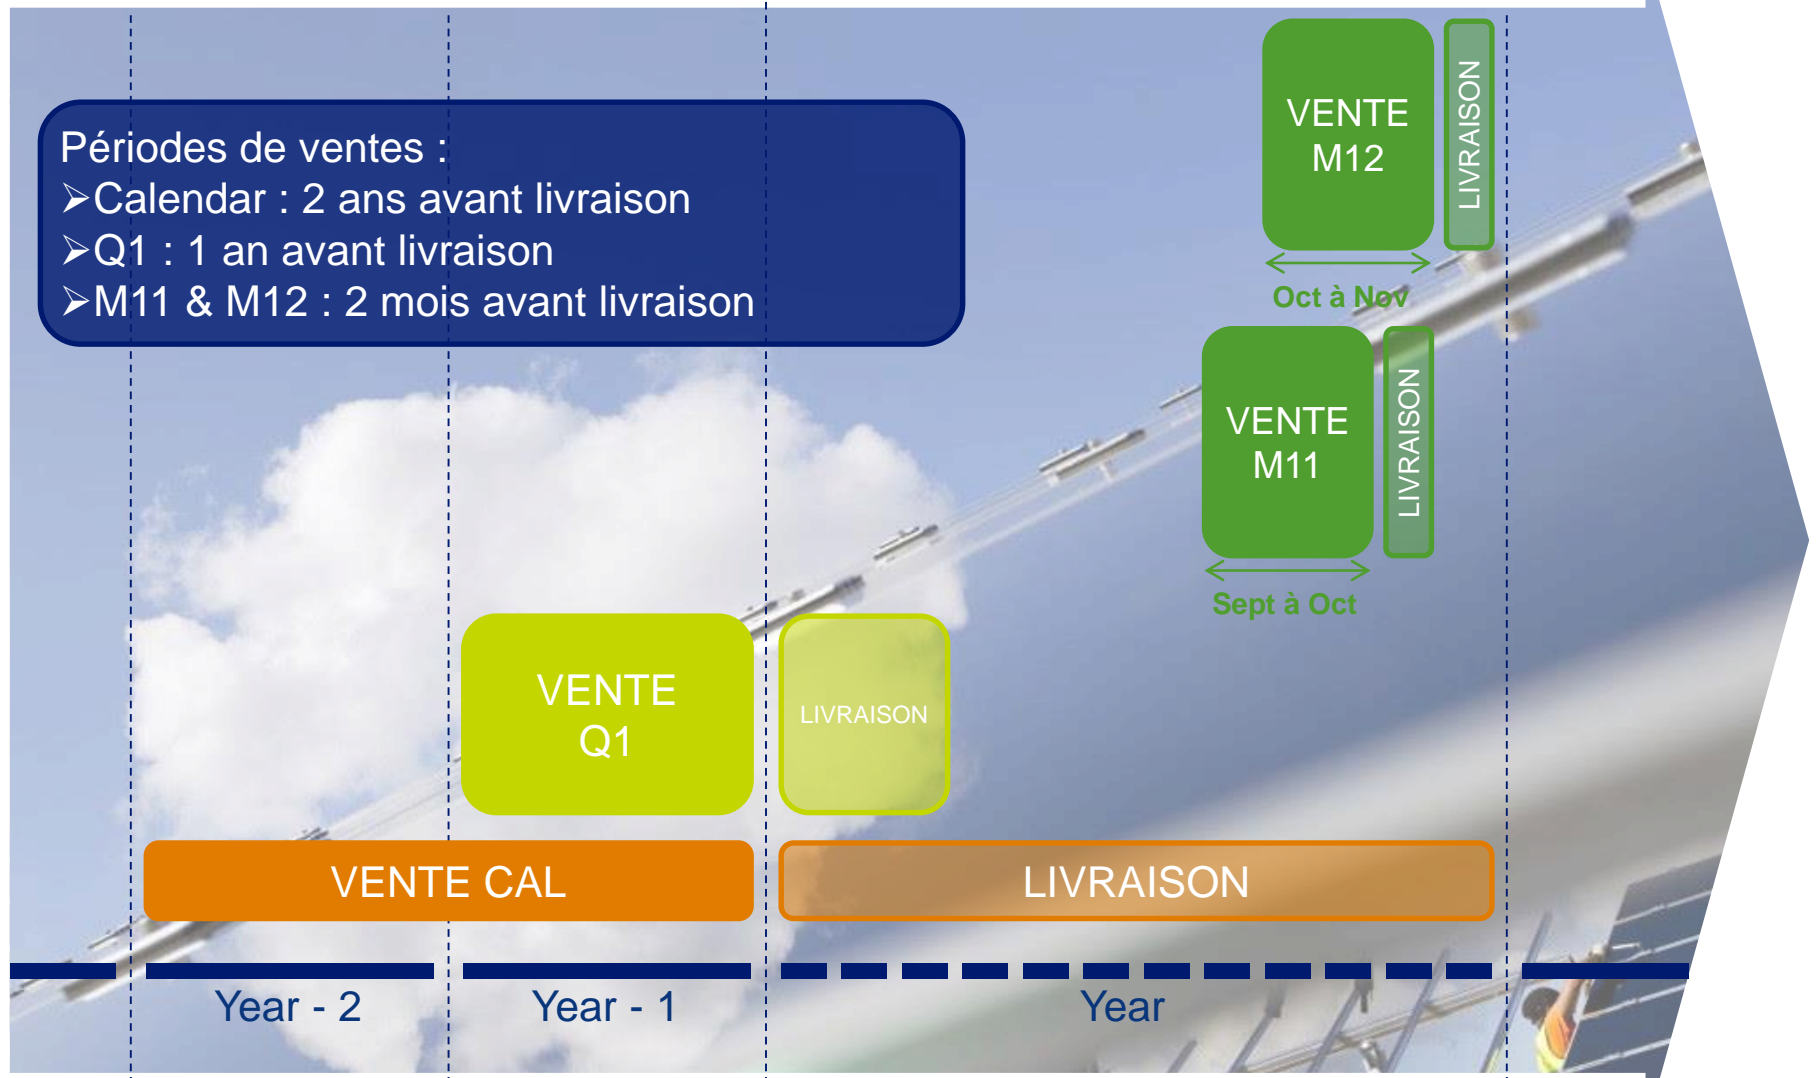 Périodes de ventes :
➢Calendar : 2 ans avant livraison
➢Q1 : 1 an avant livraison
➢M11 & M12 : 2 mois avant livraison
VENTE
M12
LIVRAISON
Oct à Nov
VENTE
M11
LIVRAISON
Sept à Oct
VENTE
Q1
LIVRAISON
VENTE CAL
LIVRAISON
Year - 2
Year - 1
Year